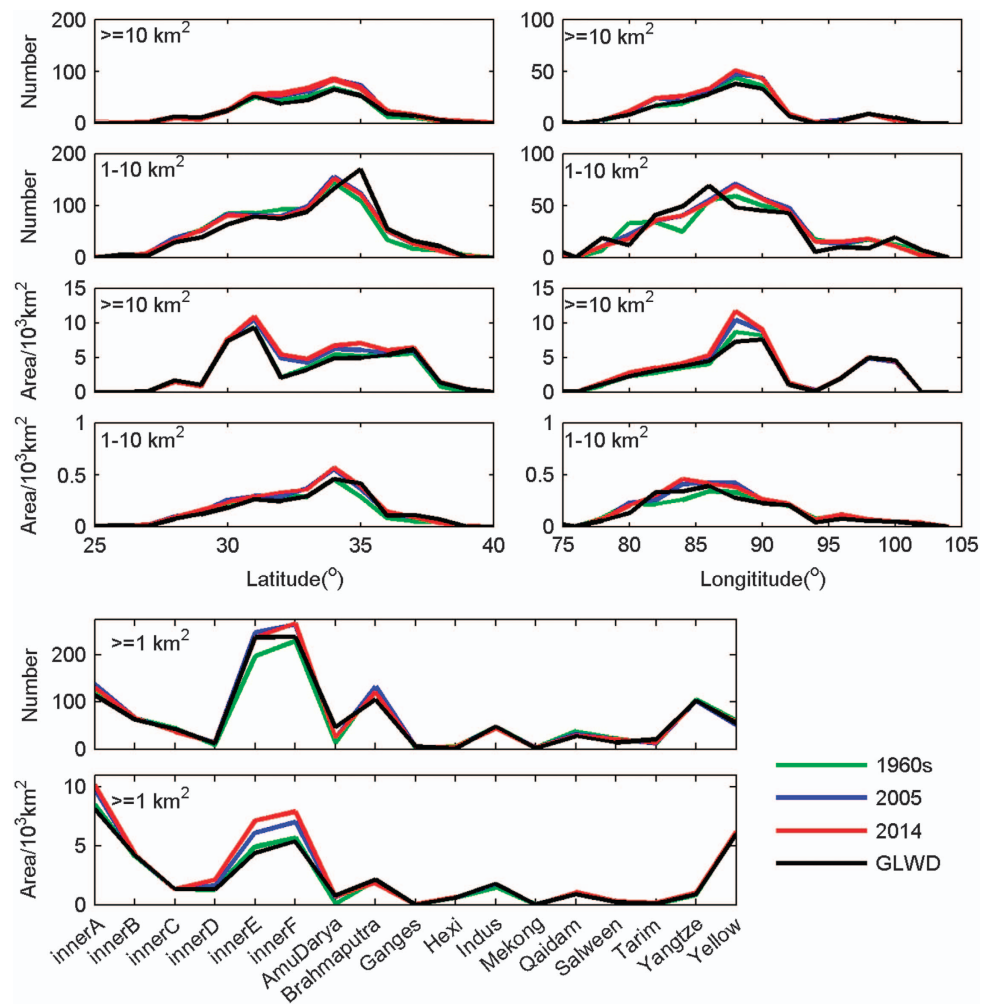 200
>=10 km²
100
>=10 km²
Number
100
50
0
0
200
1-10 km²
100
1-10 km²
Number
100
50
0
0
15
>=10 km²
15
>=10 km²
Area/10³km²
10
10
5
5
0
0
1
1-10 km²
1
1-10 km²
Area/10³km²
0.5
0.5
0
0
25 30 35 40
75 80 85 90 95 100 105
Latitude(o)
Longititude(o)
>=1 km²
Number
200
100
0
>=1 km²
Area/10³km²
10
5
0
1960s
2005
2014
GLWD
innerA
innerB
innerC
innerD
innerE
innerF
AmuDarya
Brahmaputra
Ganges
Hexi
Indus
Mekong
Qaidam
Salween
Tarim
Yangtze
Yellow